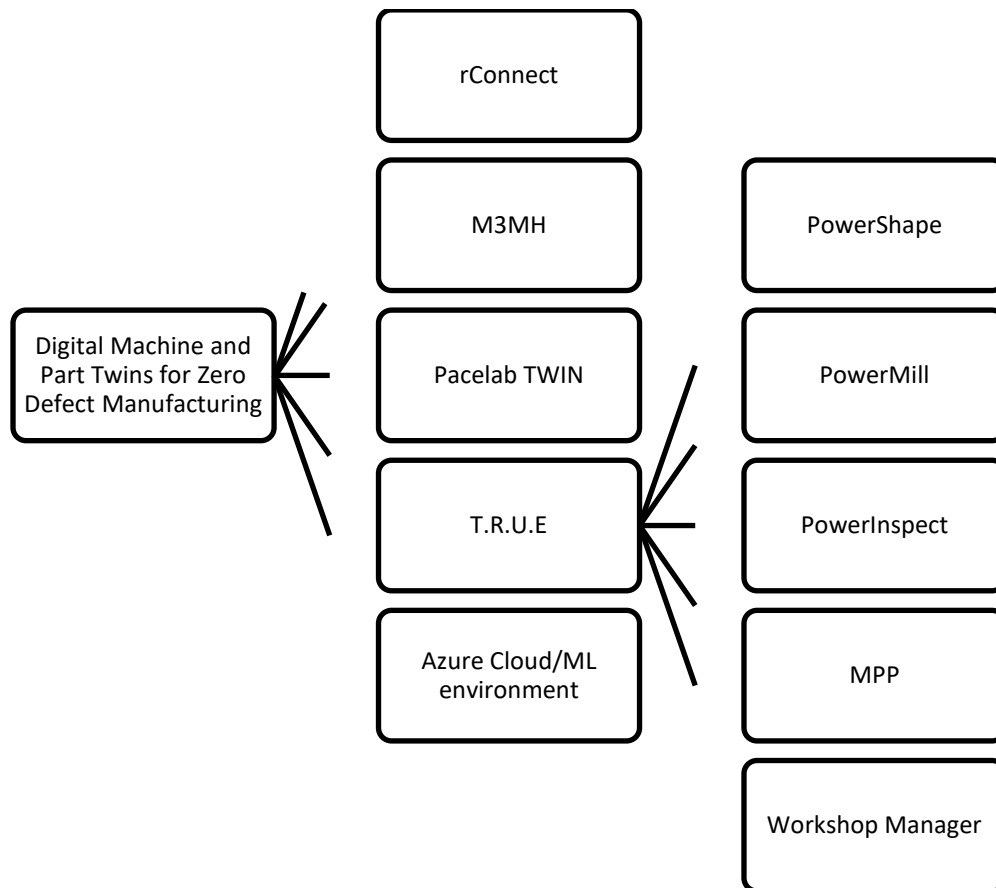 rConnect
M3MH
PowerShape
Digital Machine and
Part Twins for Zero
Defect Manufacturing
Pacelab TWIN
PowerMill
T.R.U.E
PowerInspect
Azure Cloud/ML
environment
MPP
Workshop Manager